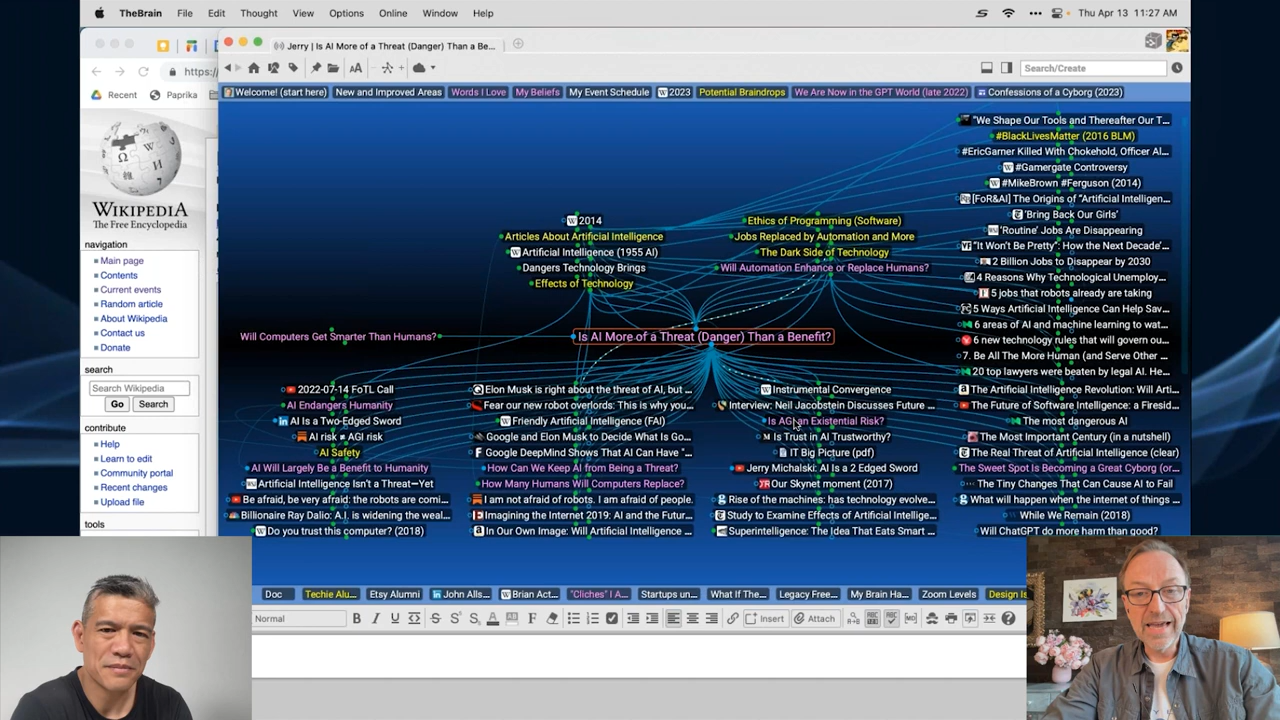 TheBrain File Edit Thought View Options Online Window Help
Thu Apr 13 11:27 AM
Jerry | Is AI More of a Threat (Danger) Than a Be...
https:/
Recent Paprika
AA
Search/Create
Welcome! (start here) New and Improved Areas Words I Love My Beliefs My Event Schedule 2023 Potential Braindrops We Are Now in the GPT World (late 2022) Confessions of a Cyborg (2023)
WIKIPEDIA
The Free Encyclopedia
navigation
Main page
Contents
Current events
Random article
About Wikipedia
Contact us
Donate
search
Search Wikipedia
Go Search
contribute
Help
Learn to edit
Community portal
Recent changes
Upload file
tools
2014
Articles About Artificial Intelligence
Artificial Intelligence (1955 AI)
Dangers Technology Brings
Effects of Technology
Ethics of Programming (Software)
Jobs Replaced by Automation and More
The Dark Side of Technology
Will Automation Enhance or Replace Humans?
Will Computers Get Smarter Than Humans?
Is AI More of a Threat (Danger) Than a Benefit?
2022-07-14 FoTL Call
AI Endangers Humanity
AI Is a Two-Edged Sword
AI risk ≠ AGI risk
AI Safety
AI Will Largely Be a Benefit to Humanity
Artificial Intelligence Isn't a Threat—Yet
Be afraid, be very afraid: the robots are comi...
Billionaire Ray Dalio: A.I. is widening the weal...
Do you trust this computer? (2018)
Elon Musk is right about the threat of AI, but ...
Fear our new robot overlords: This is why you...
Friendly Artificial Intelligence (FAI)
Google and Elon Musk to Decide What Is Go...
Google DeepMind Shows That AI Can Have "...
How Can We Keep AI from Being a Threat?
How Many Humans Will Computers Replace?
I am not afraid of robots. I am afraid of people.
Imagining the Internet 2019: AI and the Futur...
In Our Own Image: Will Artificial Intelligence ...
Instrumental Convergence
Interview: Neil Jacobstein Discusses Future ...
Is AGI an Existential Risk?
Is Trust in AI Trustworthy?
IT Big Picture (pdf)
Jerry Michalski: AI Is a 2 Edged Sword
Our Skynet moment (2017)
Rise of the machines: has technology evolve...
Study to Examine Effects of Artificial Intellige...
Superintelligence: The Idea That Eats Smart ...
"We Shape Our Tools and Thereafter Our T...
#BlackLivesMatter (2016 BLM)
#EricGarner Killed With Chokehold, Officer Al...
#Gamergate Controversy
#MikeBrown #Ferguson (2014)
[FoR&AI] The Origins of "Artificial Intelligen...
'Bring Back Our Girls'
'Routine' Jobs Are Disappearing
"It Won't Be Pretty": How the Next Decade'...
2 Billion Jobs to Disappear by 2030
4 Reasons Why Technological Unemploy...
5 jobs that robots already are taking
5 Ways Artificial Intelligence Can Help Sav...
6 areas of AI and machine learning to wat...
6 new technology rules that will govern ou...
7. Be All The More Human (and Serve Other ...
20 top lawyers were beaten by legal AI. He...
The Artificial Intelligence Revolution: Will Arti...
The Future of Software Intelligence: a Firesid...
The most dangerous AI
The Most Important Century (in a nutshell)
The Real Threat of Artificial Intelligence (clear)
The Sweet Spot Is Becoming a Great Cyborg (or...
The Tiny Changes That Can Cause AI to Fail
What will happen when the internet of things ...
While We Remain (2018)
Will ChatGPT do more harm than good?
Doc Techie Alu... Etsy Alumni John Alls... Brian Act... "Cliches" I A... Startups un... What If The... Legacy Free... My Brain Ha... Zoom Levels Design Is
Normal B I U Insert Attach